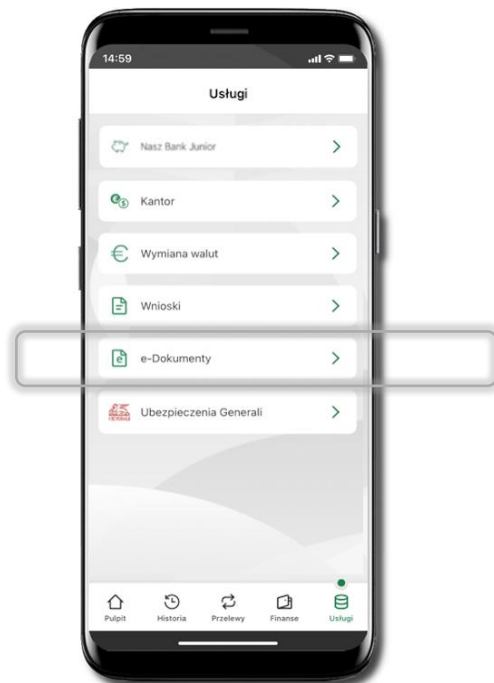 14:59
Usługi
Nasz Bank Junior
Kantor
Wymiana walut
Wnioski
e-Dokumenty
Ubezpieczenia Generali
Pulpit Historia Przelewy Finanse Usługi